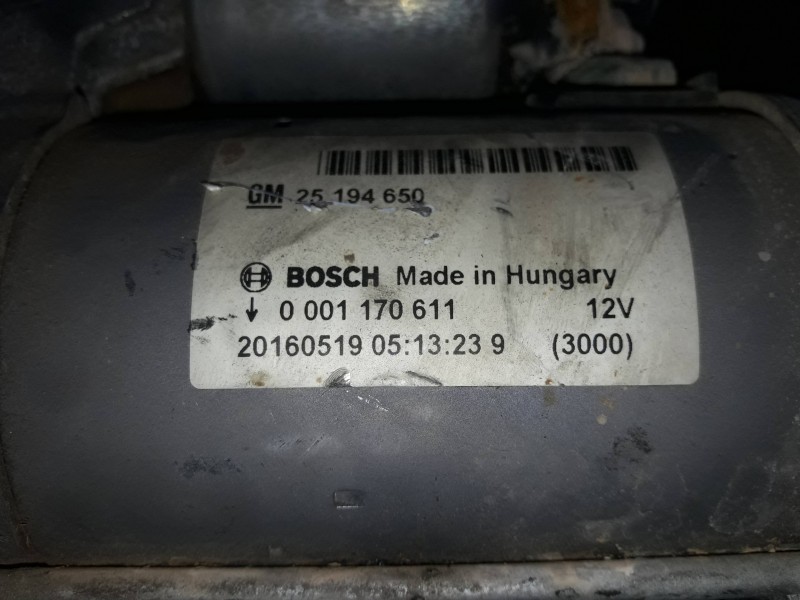 GM 25 194 650
BOSCH Made in Hungary
↓ 0 001 170 611 12V
20160519 05:13:23 9 (3000)